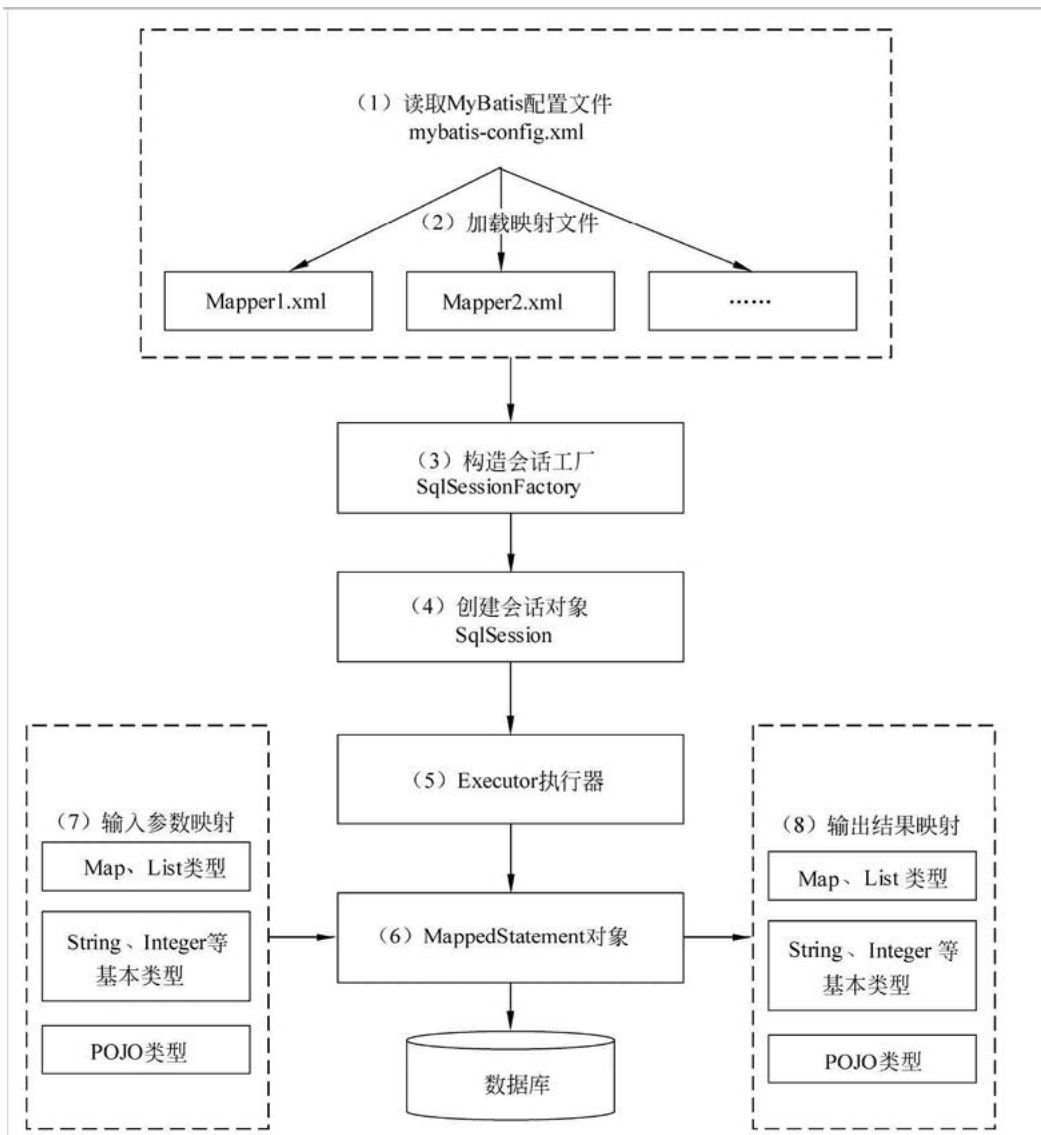 （1）读取MyBatis配置文件
mybatis-config.xml
（2）加载映射文件
Mapper1.xml
Mapper2.xml
……
（3）构造会话工厂
SqlSessionFactory
（4）创建会话对象
SqlSession
（5）Executor执行器
（7）输入参数映射
Map、List类型
String、Integer等
基本类型
POJO类型
（6）MappedStatement对象
数据库
（8）输出结果映射
Map、List 类型
String、Integer 等
基本类型
POJO类型